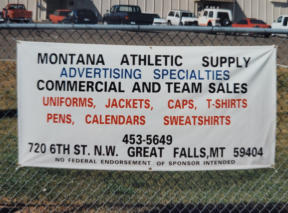 MONTANA ATHLETIC SUPPLY
ADVERTISING SPECIALTIES
COMMERCIAL AND TEAM SALES
UNIFORMS, JACKETS, CAPS, T-SHIRTS
PENS, CALENDARS SWEATSHIRTS
453-5649
720 6TH ST. N.W. GREAT FALLS,MT 59404
NO FEDERAL ENDORSEMENT OF SPONSOR INTENDED